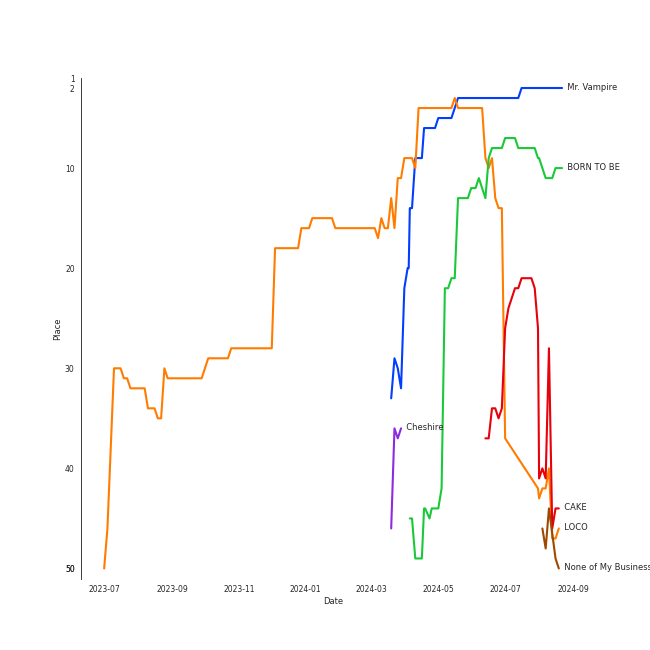 1
2
Mr. Vampire
10
BORN TO BE
20
Place
30
Cheshire
40
CAKE
LOCO
50
None of My Business
2023-07 2023-09 2023-11 2024-01 2024-03 2024-05 2024-07 2024-09
Date